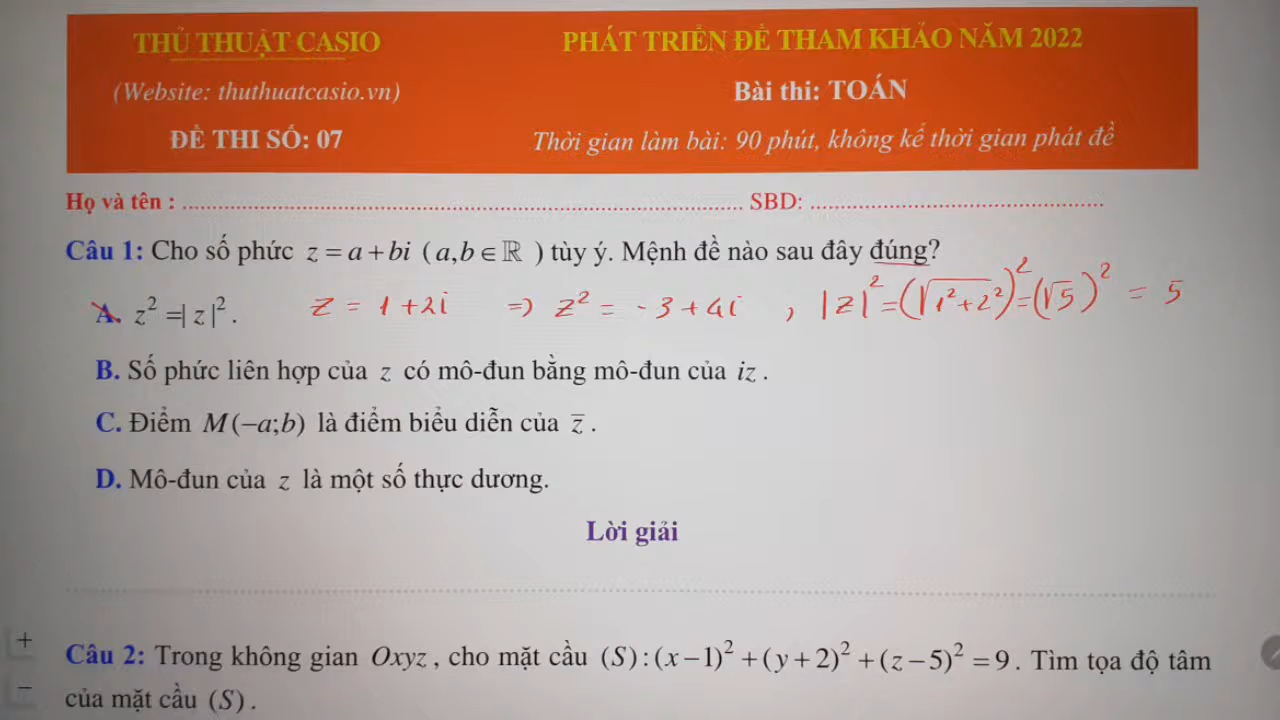 THỦ THUẬT CASIO
(Website: thuthuatcasio.vn)
ĐỀ THI SỐ: 07
PHÁT TRIỂN ĐỀ THAM KHẢO NĂM 2022
Bài thi: TOÁN
Thời gian làm bài: 90 phút, không kể thời gian phát đề
Họ và tên : ........................................ SBD: ....................
Câu 1: Cho số phức z = a + bi ( a,b ∈ ℝ ) tùy ý. Mệnh đề nào sau đây đúng?
A. z² =| z |². z = 1 + 2i ⇒ z² = -3 + 4i , |z|² = (√1² + 2²)² = (√5)² = 5
B. Số phức liên hợp của z có mô-đun bằng mô-đun của iz .
C. Điểm M(−a;b) là điểm biểu diễn của z̄ .
D. Mô-đun của z là một số thực dương.
Lời giải
Câu 2: Trong không gian Oxyz, cho mặt cầu (S):(x−1)² +(y+2)² +(z−5)² = 9. Tìm tọa độ tâm
của mặt cầu (S).